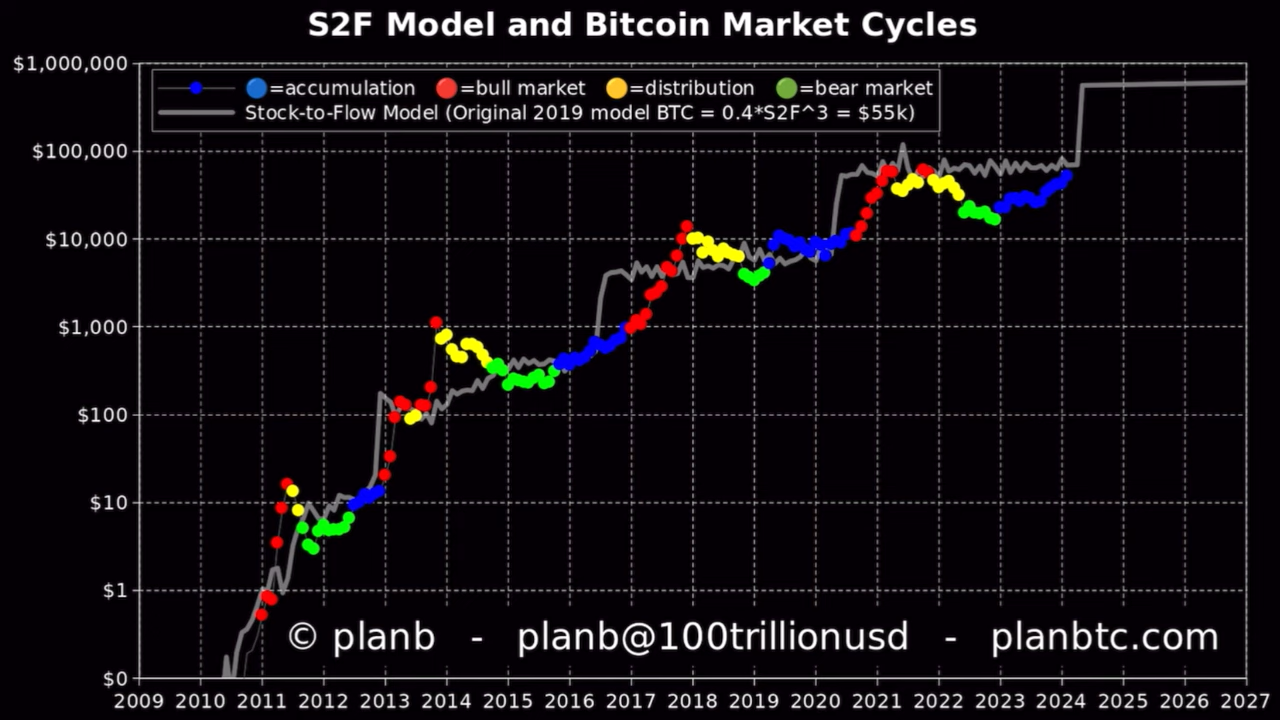 S2F Model and Bitcoin Market Cycles
$1,000,000
$100,000
$10,000
$1,000
$100
$10
$1
$0
=accumulation =bull market =distribution =bear market
Stock-to-Flow Model (Original 2019 model BTC = 0.4*S2F^3 = $55k)
© planb - planb@100trillionusd - planbtc.com
2009 2010 2011 2012 2013 2014 2015 2016 2017 2018 2019 2020 2021 2022 2023 2024 2025 2026 2027